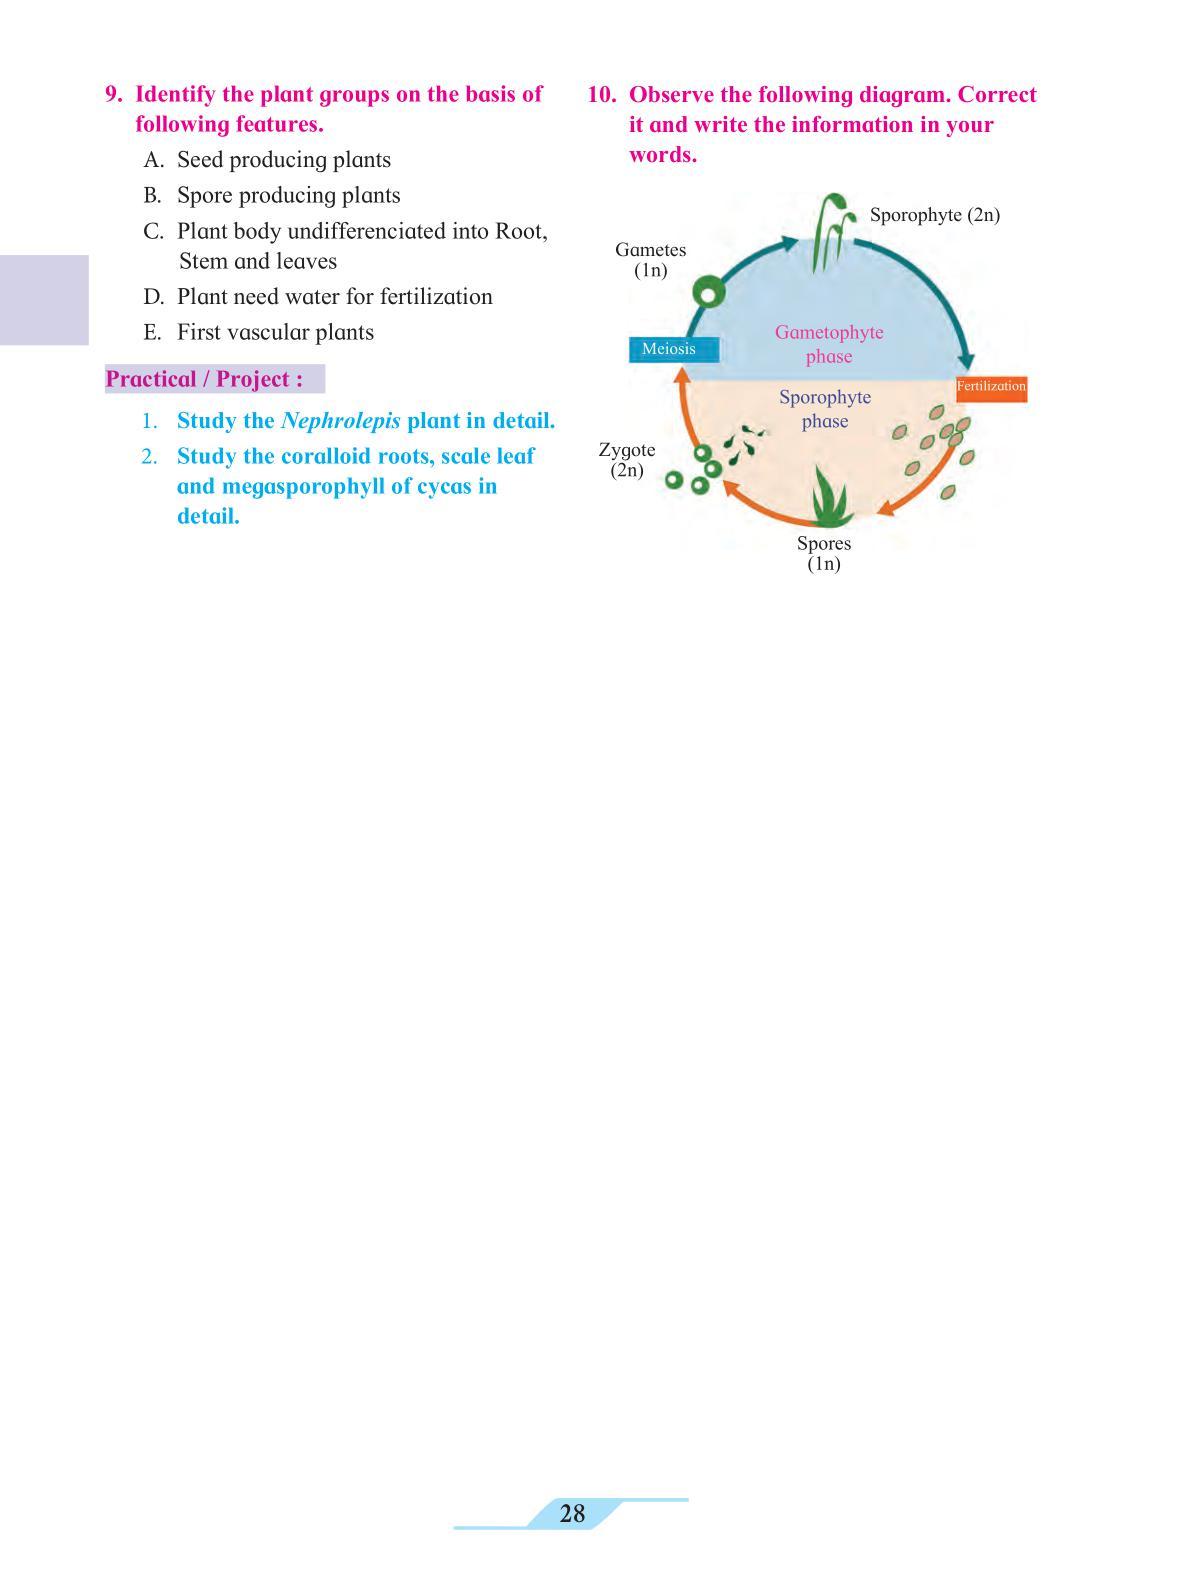 9. Identify the plant groups on the basis of
following features.
A. Seed producing plants
B. Spore producing plants
C. Plant body undifferenciated into Root,
Stem and leaves
D. Plant need water for fertilization
E. First vascular plants
Practical / Project :
1. Study the Nephrolepis plant in detail.
2. Study the coralloid roots, scale leaf
and megasporophyll of cycas in
detail.
10. Observe the following diagram. Correct
it and write the information in your
words.
Sporophyte (2n)
Gametes
(1n)
Gametophyte
phase
Meiosis
Fertilization
Sporophyte
phase
Zygote
(2n)
Spores
(1n)
28